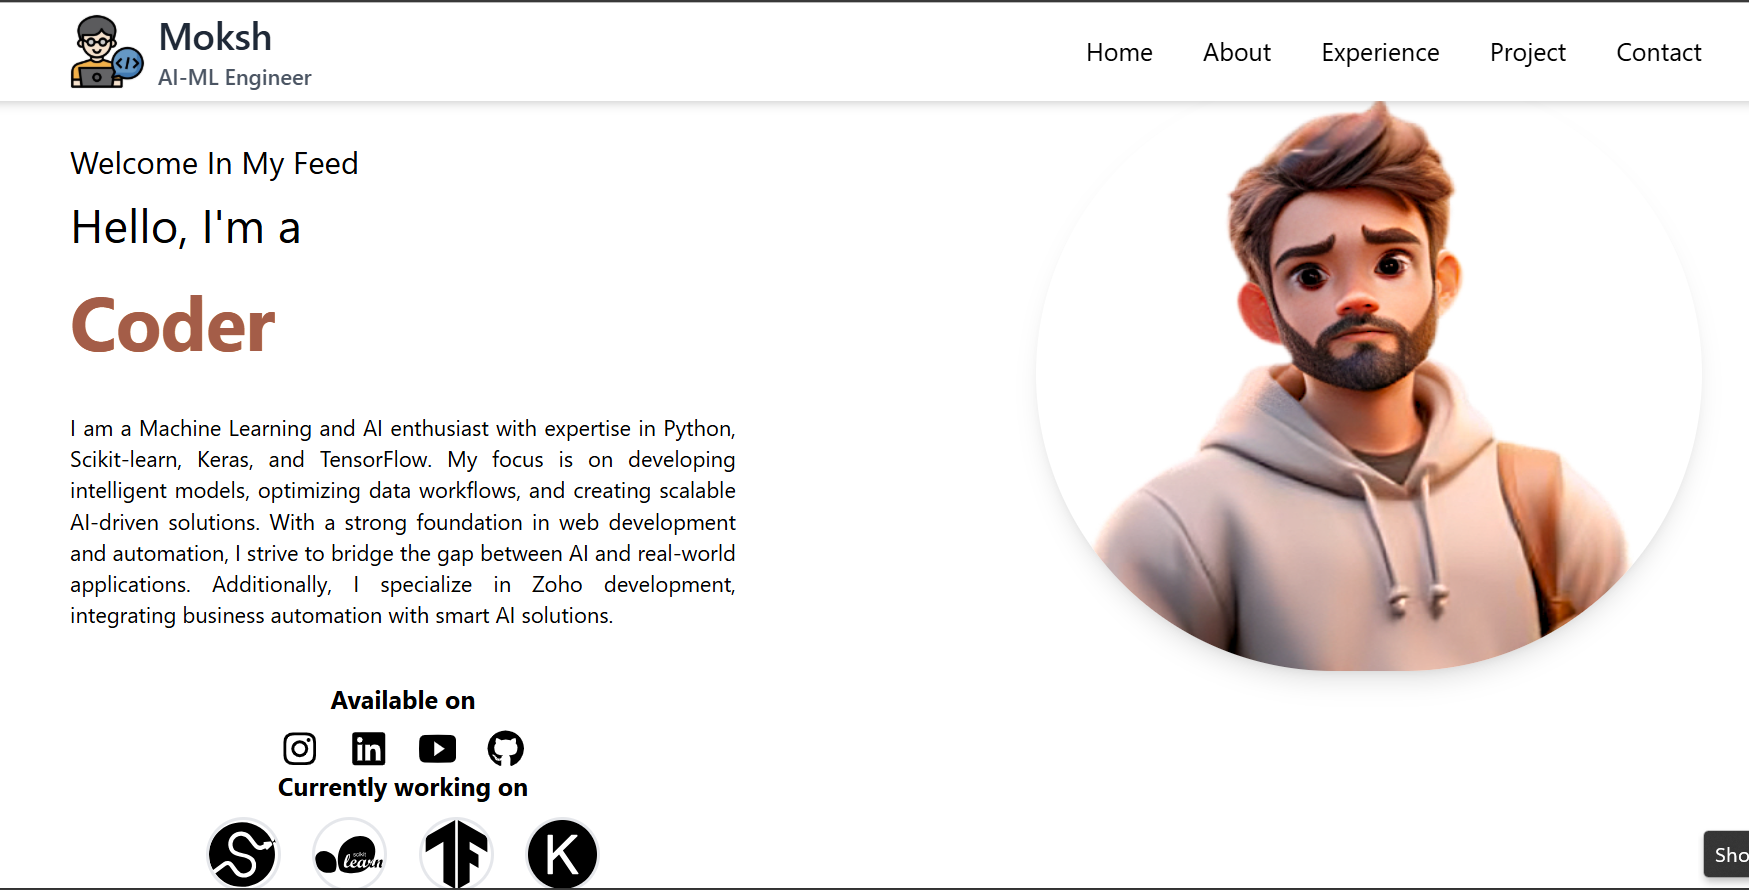 Moksh
AI-ML Engineer
Home
About
Experience
Project
Contact
Welcome In My Feed
Hello, I'm a
Coder
I am a Machine Learning and AI enthusiast with expertise in Python,
Scikit-learn, Keras, and TensorFlow. My focus is on developing
intelligent models, optimizing data workflows, and creating scalable
AI-driven solutions. With a strong foundation in web development
and automation, I strive to bridge the gap between AI and real-world
applications. Additionally, I specialize in Zoho development,
integrating business automation with smart AI solutions.
Available on
in
Currently working on
scikit
learn
K
Sho